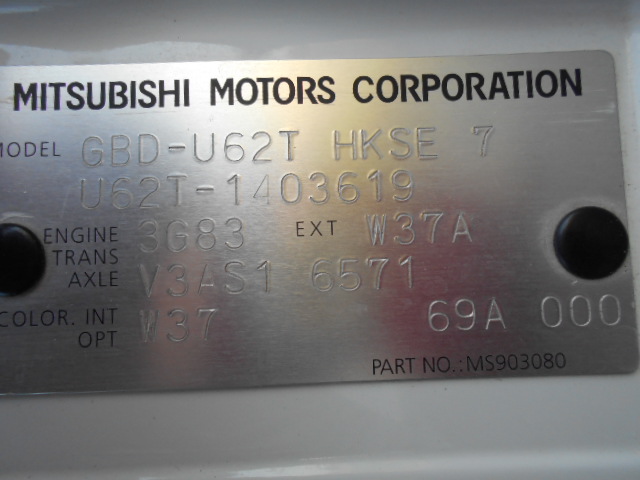 MITSUBISHI MOTORS CORPORATION
MODEL GBD-U62T HKSE 7
U62T-1403619
ENGINE 3G83 EXT W37A
TRANS
AXLE V3AS1 6571
COLOR. INT W37 69A 000
OPT
PART NO.:MS903080